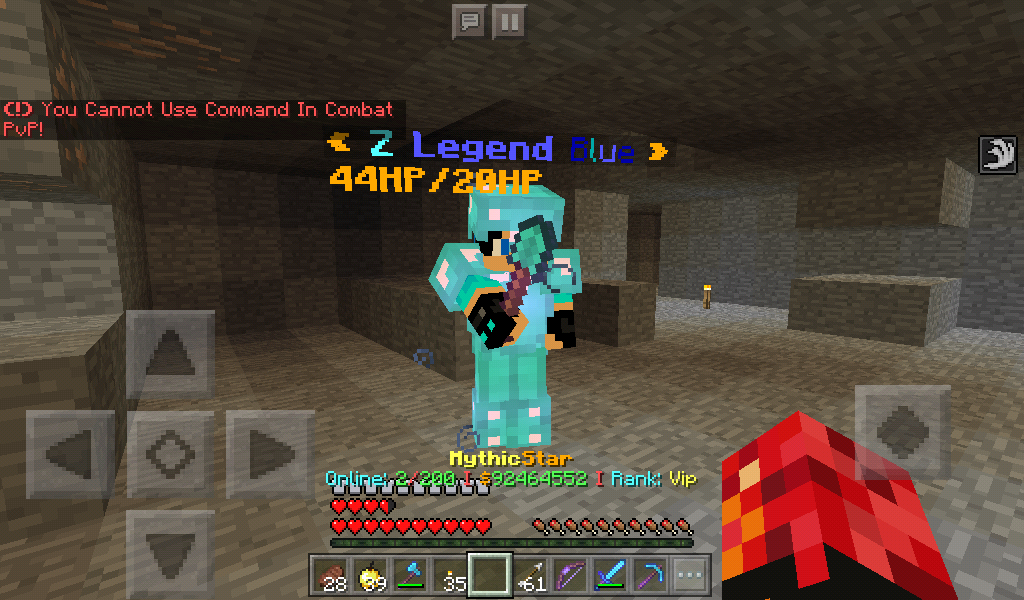 (!) You Cannot Use Command In Combat
PvP!
Z Legend Blue
44HP/20HP
MythicStar
Online: 2/200 I $92464552 I Rank: Vip
28
35
61